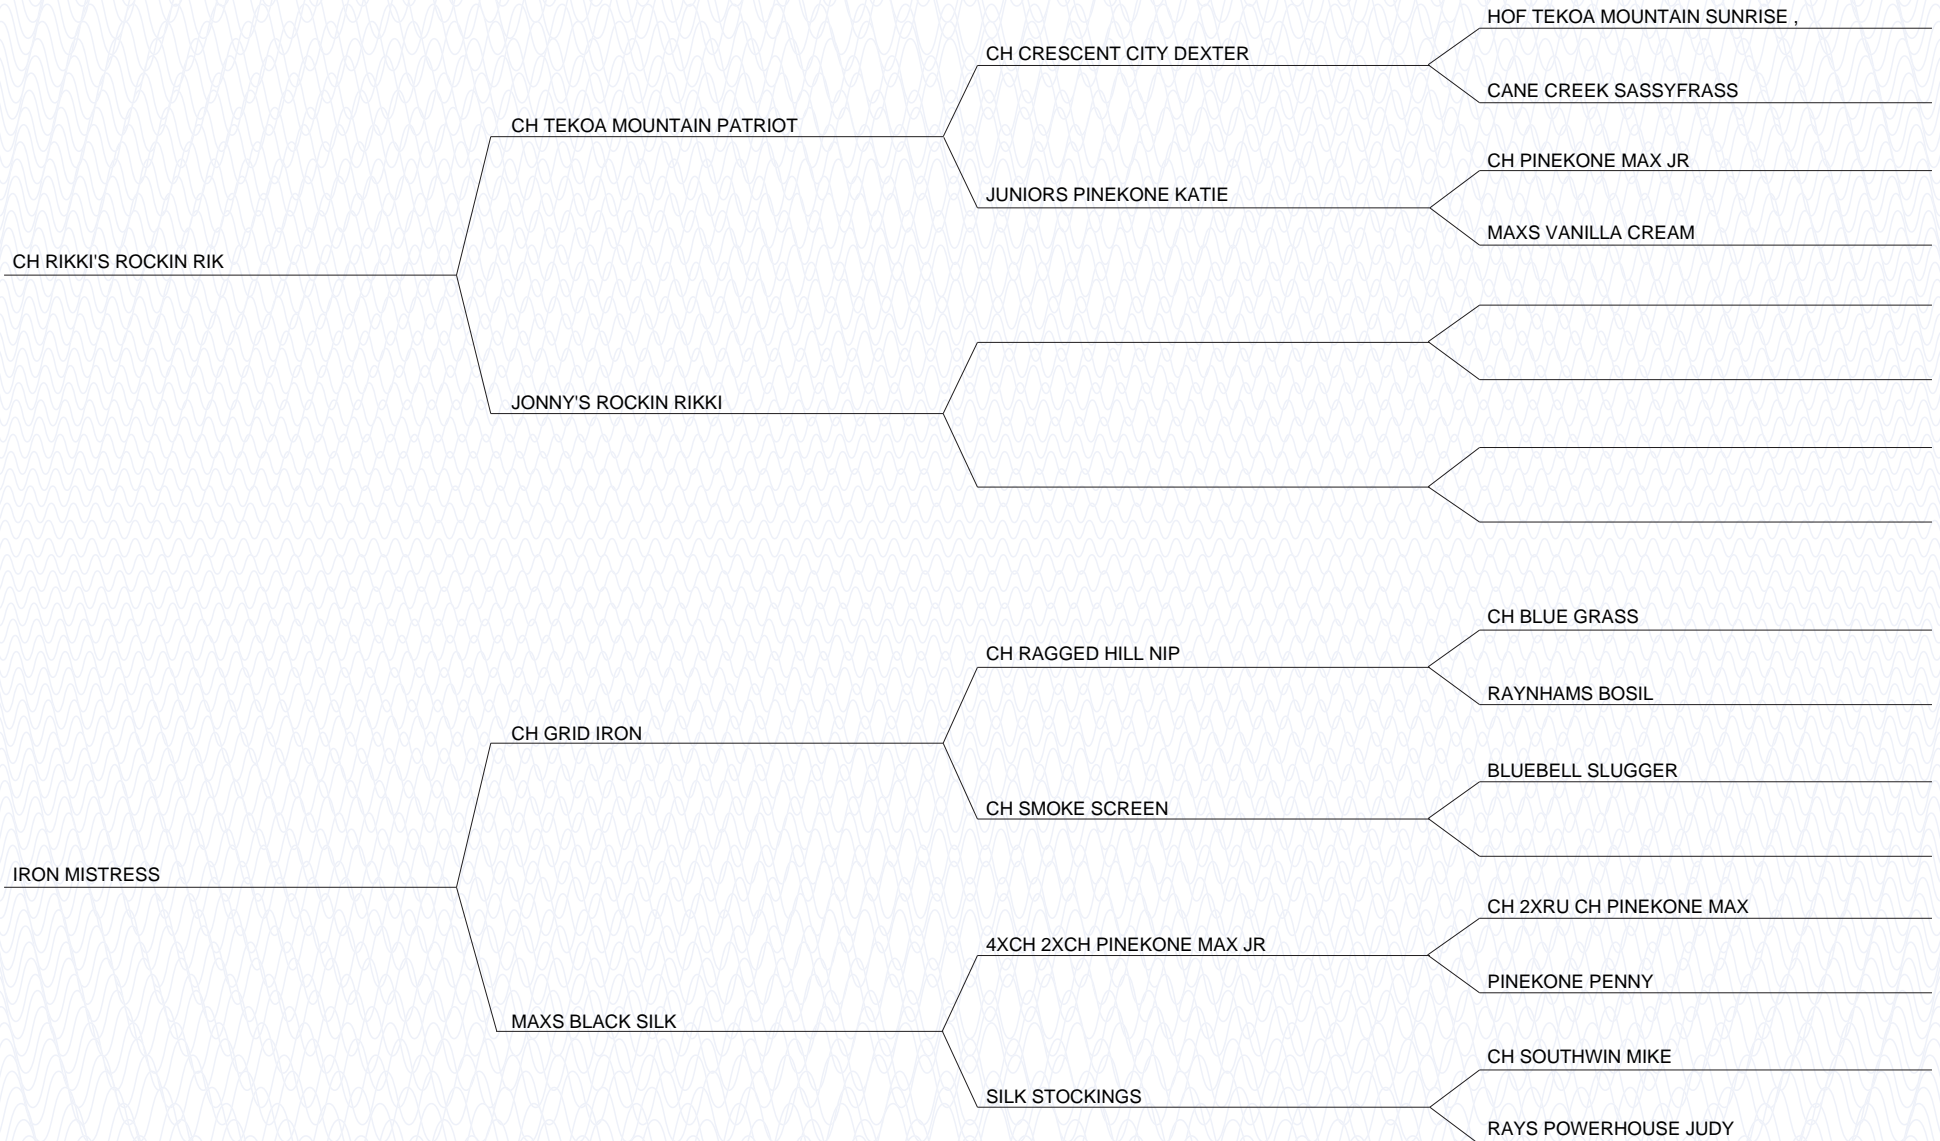 HOF TEKOA MOUNTAIN SUNRISE ,
CH CRESCENT CITY DEXTER
CANE CREEK SASSYFRASS
CH TEKOA MOUNTAIN PATRIOT
CH PINEKONE MAX JR
JUNIORS PINEKONE KATIE
MAXS VANILLA CREAM
CH RIKKI'S ROCKIN RIK
JONNY'S ROCKIN RIKKI
CH BLUE GRASS
CH RAGGED HILL NIP
RAYNHAMS BOSIL
CH GRID IRON
BLUEBELL SLUGGER
CH SMOKE SCREEN
IRON MISTRESS
CH 2XRU CH PINEKONE MAX
4XCH 2XCH PINEKONE MAX JR
PINEKONE PENNY
MAXS BLACK SILK
CH SOUTHWIN MIKE
SILK STOCKINGS
RAYS POWERHOUSE JUDY